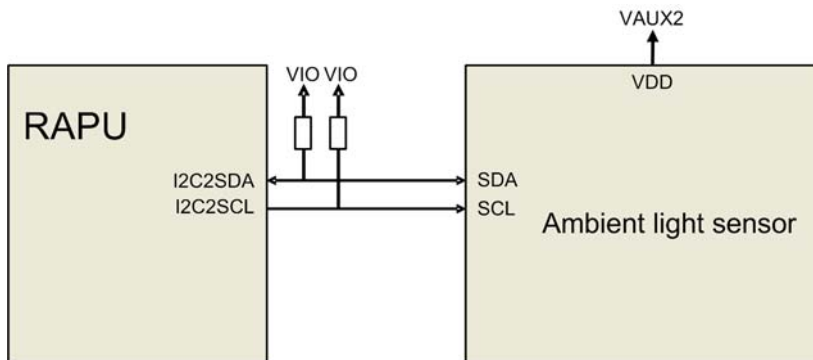 VAUX2
VIO VIO
VDD
RAPU
I2C2SDA
SDA
I2C2SCL
SCL
Ambient light sensor